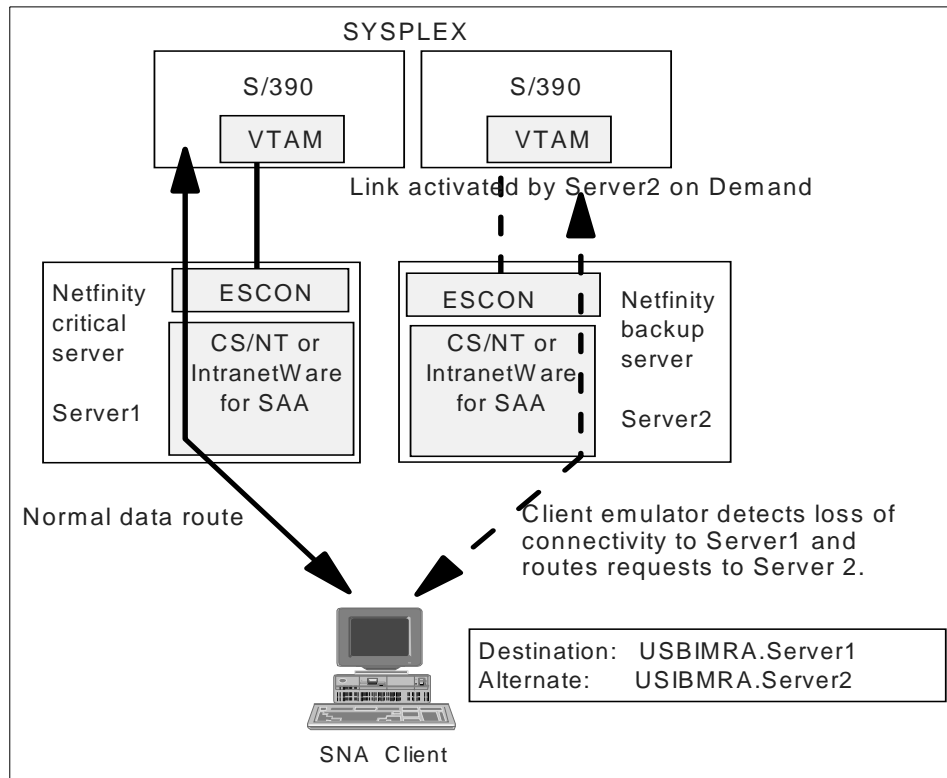 SYSPLEX
S/390
S/390
VTAM
VTAM
Link activated by Server2 on Demand
Netfinity
critical
server
Server1
ESCON
CS/NT or
IntranetWare
for SAA
ESCON
CS/NT or
IntranetWare
for SAA
Netfinity
backup
server
Server2
Normal data route
Client emulator detects loss of
connectivity to Server1 and
routes requests to Server 2.
Destination: USBIMRA.Server1
Alternate: USIBMRA.Server2
SNA Client